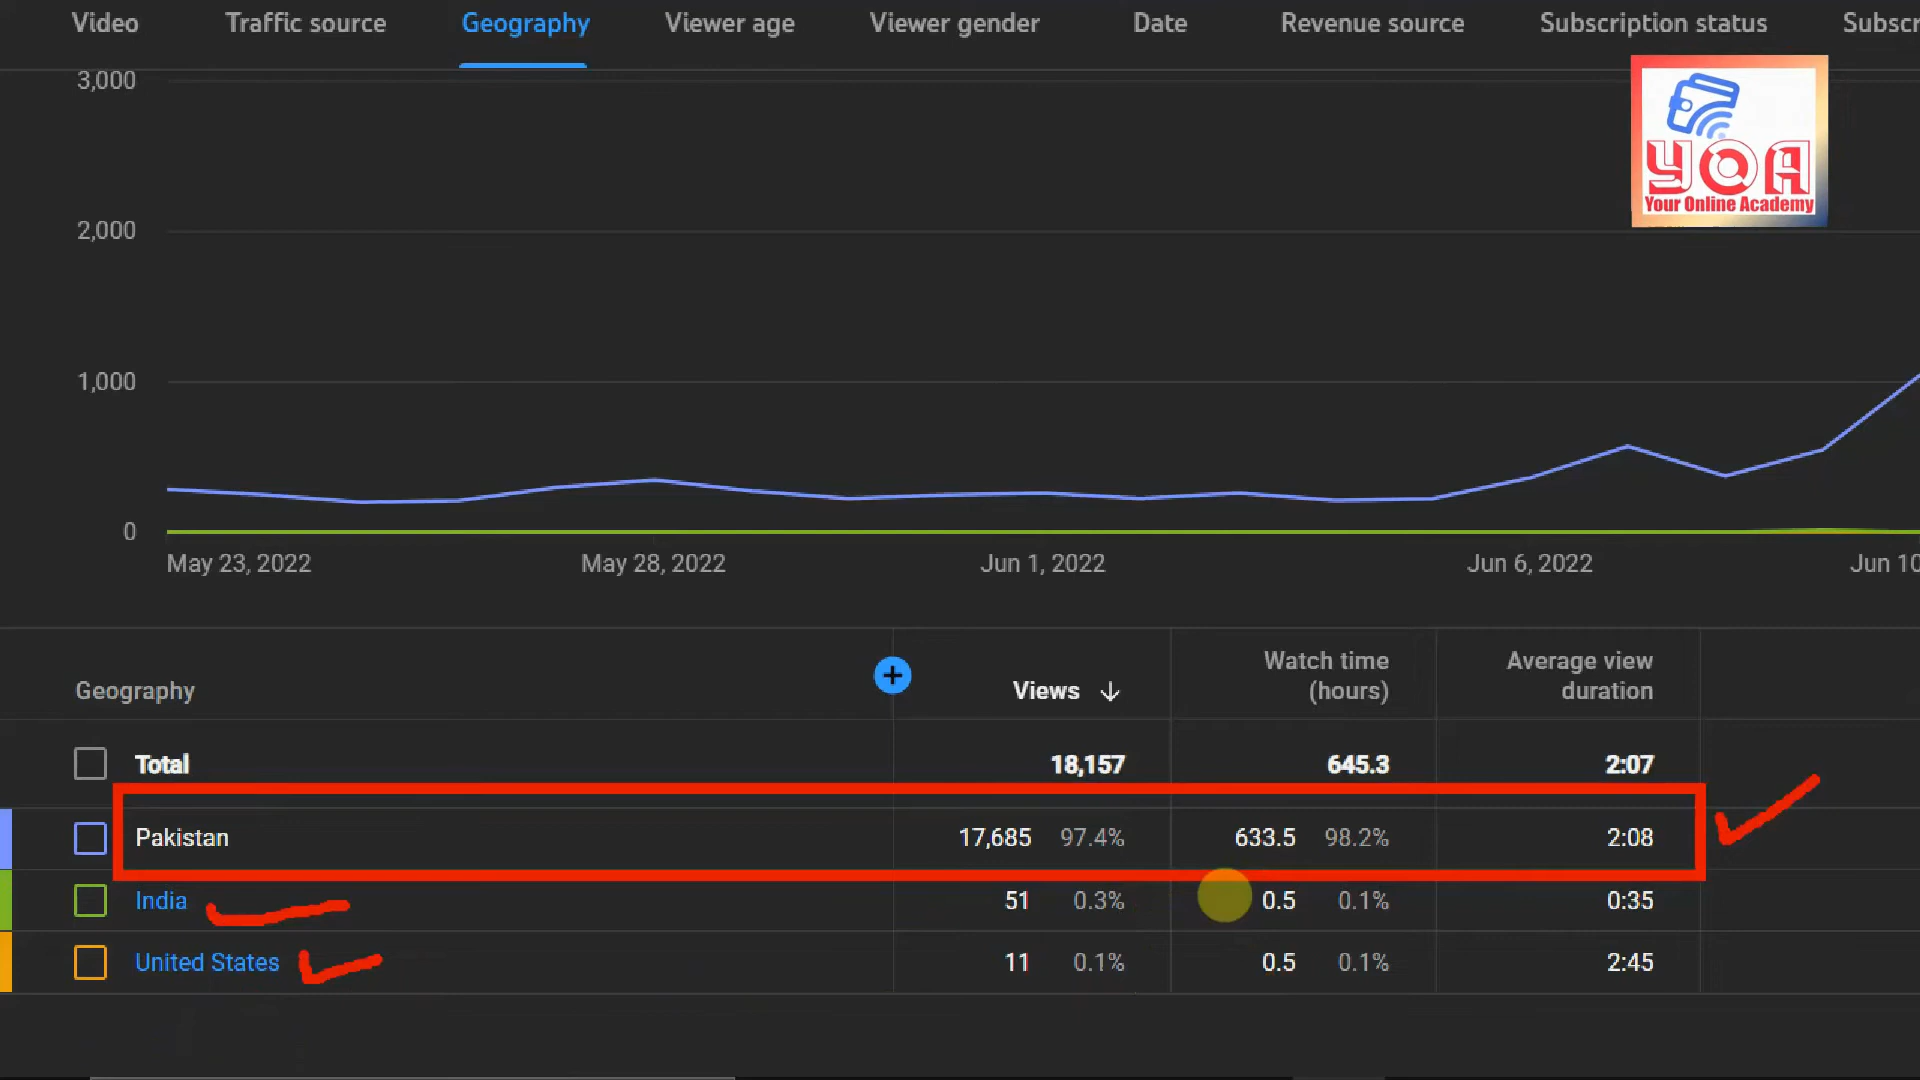 Video Traffic source Geography Viewer age Viewer gender Date Revenue source Subscription status Subscr
3,000
YOA
Your Online Academy
2,000
1,000
0
May 23, 2022 May 28, 2022 Jun 1, 2022 Jun 6, 2022 Jun 10
Geography Views Watch time (hours) Average view duration
Total 18,157 645.3 2:07
Pakistan 17,685 97.4% 633.5 98.2% 2:08
India 51 0.3% 0.5 0.1% 0:35
United States 11 0.1% 0.5 0.1% 2:45